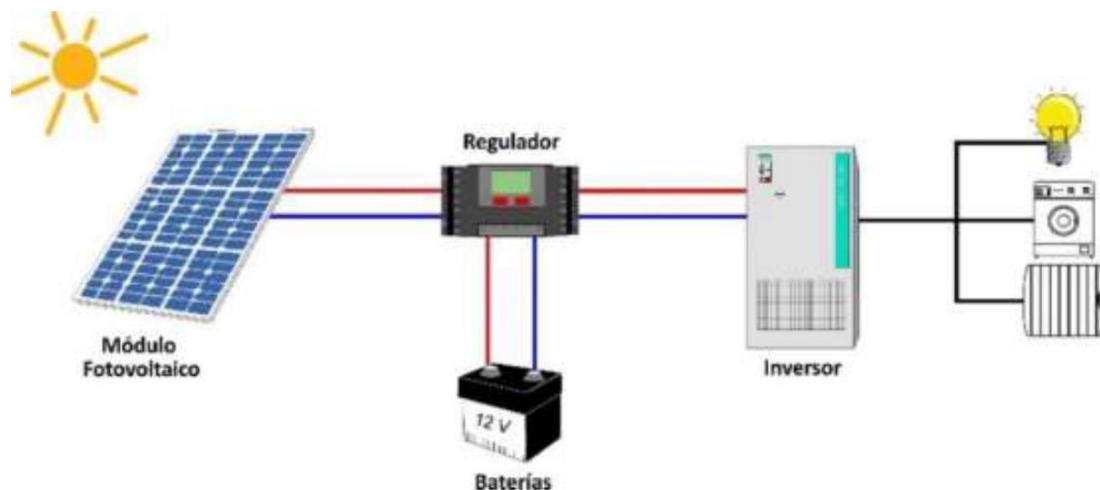 Regulador
Módulo
Fotovoltaico
Inversor
12 V
Baterías